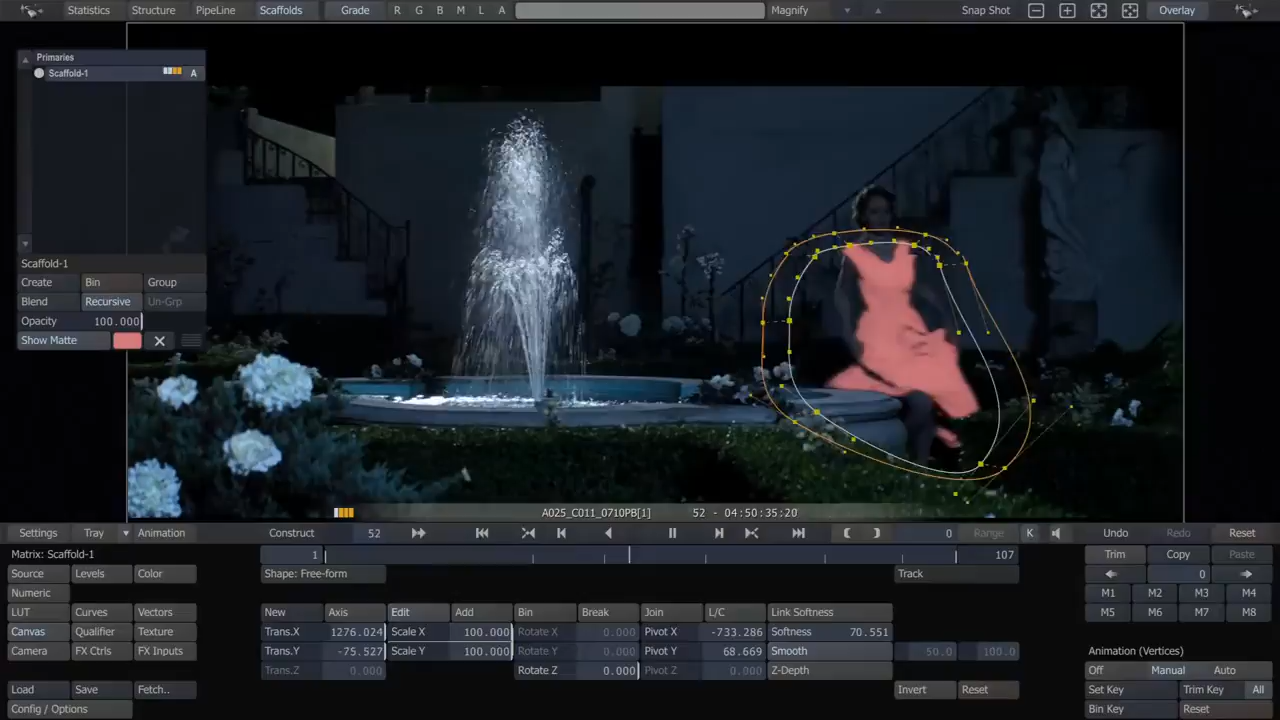 Statistics Structure PipeLine Scaffolds Grade R G B M L A Magnify Snap Shot Overlay
Primaries
Scaffold-1 A
Scaffold-1
Create Bin Group
Blend Recursive Un-Grp
Opacity 100.000
Show Matte
A025_C011_0710PB[1] 52 - 04:50:35:20
Settings Tray Animation Construct 52 0 Range K Undo Redo Reset
Matrix: Scaffold-1 1 107 Trim Copy Paste
Source Levels Color Shape: Free-form Track 0
Numeric M1 M2 M3 M4
LUT Curves Vectors New Axis Edit Add Bin Break Join L/C Link Softness M5 M6 M7 M8
Canvas Qualifier Texture Trans.X 1276.024 Scale X 100.000 Rotate X 0.000 Pivot X -733.286 Softness 70.551
Camera FX Ctrls FX Inputs Trans.Y -75.527 Scale Y 100.000 Rotate Y 0.000 Pivot Y 68.669 Smooth 50.0 100.0 Animation (Vertices)
Trans.Z 0.000 Rotate Z 0.000 Pivot Z 0.000 Z-Depth Off Manual Auto
Load Save Fetch.. Invert Reset Set Key Trim Key All
Config / Options Bin Key Reset